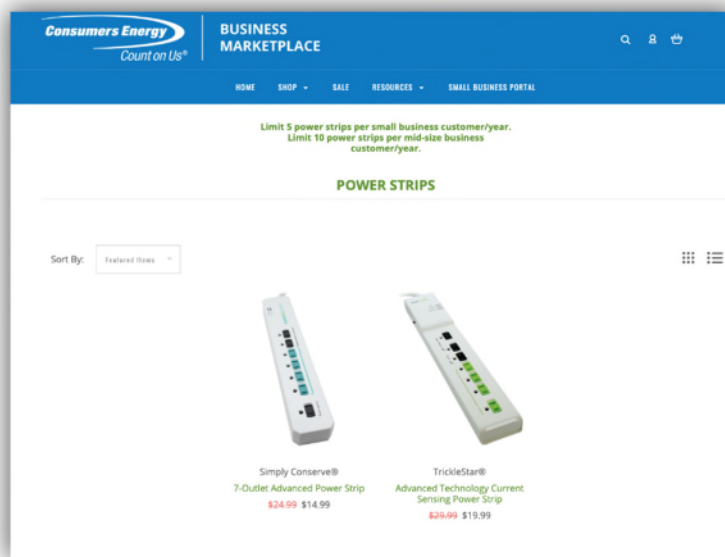 Consumers Energy
Count on Us®
BUSINESS
MARKETPLACE
HOME SHOP SALE RESOURCES SMALL BUSINESS PORTAL
Limit 5 power strips per small business customer/year.
Limit 10 power strips per mid-size business
customer/year.
POWER STRIPS
Sort By: Featured Items
Simply Conserve® TrickleStar®
7-Outlet Advanced Power Strip Advanced Technology Current
Sensing Power Strip
$24.99 $14.99 $29.99 $19.99